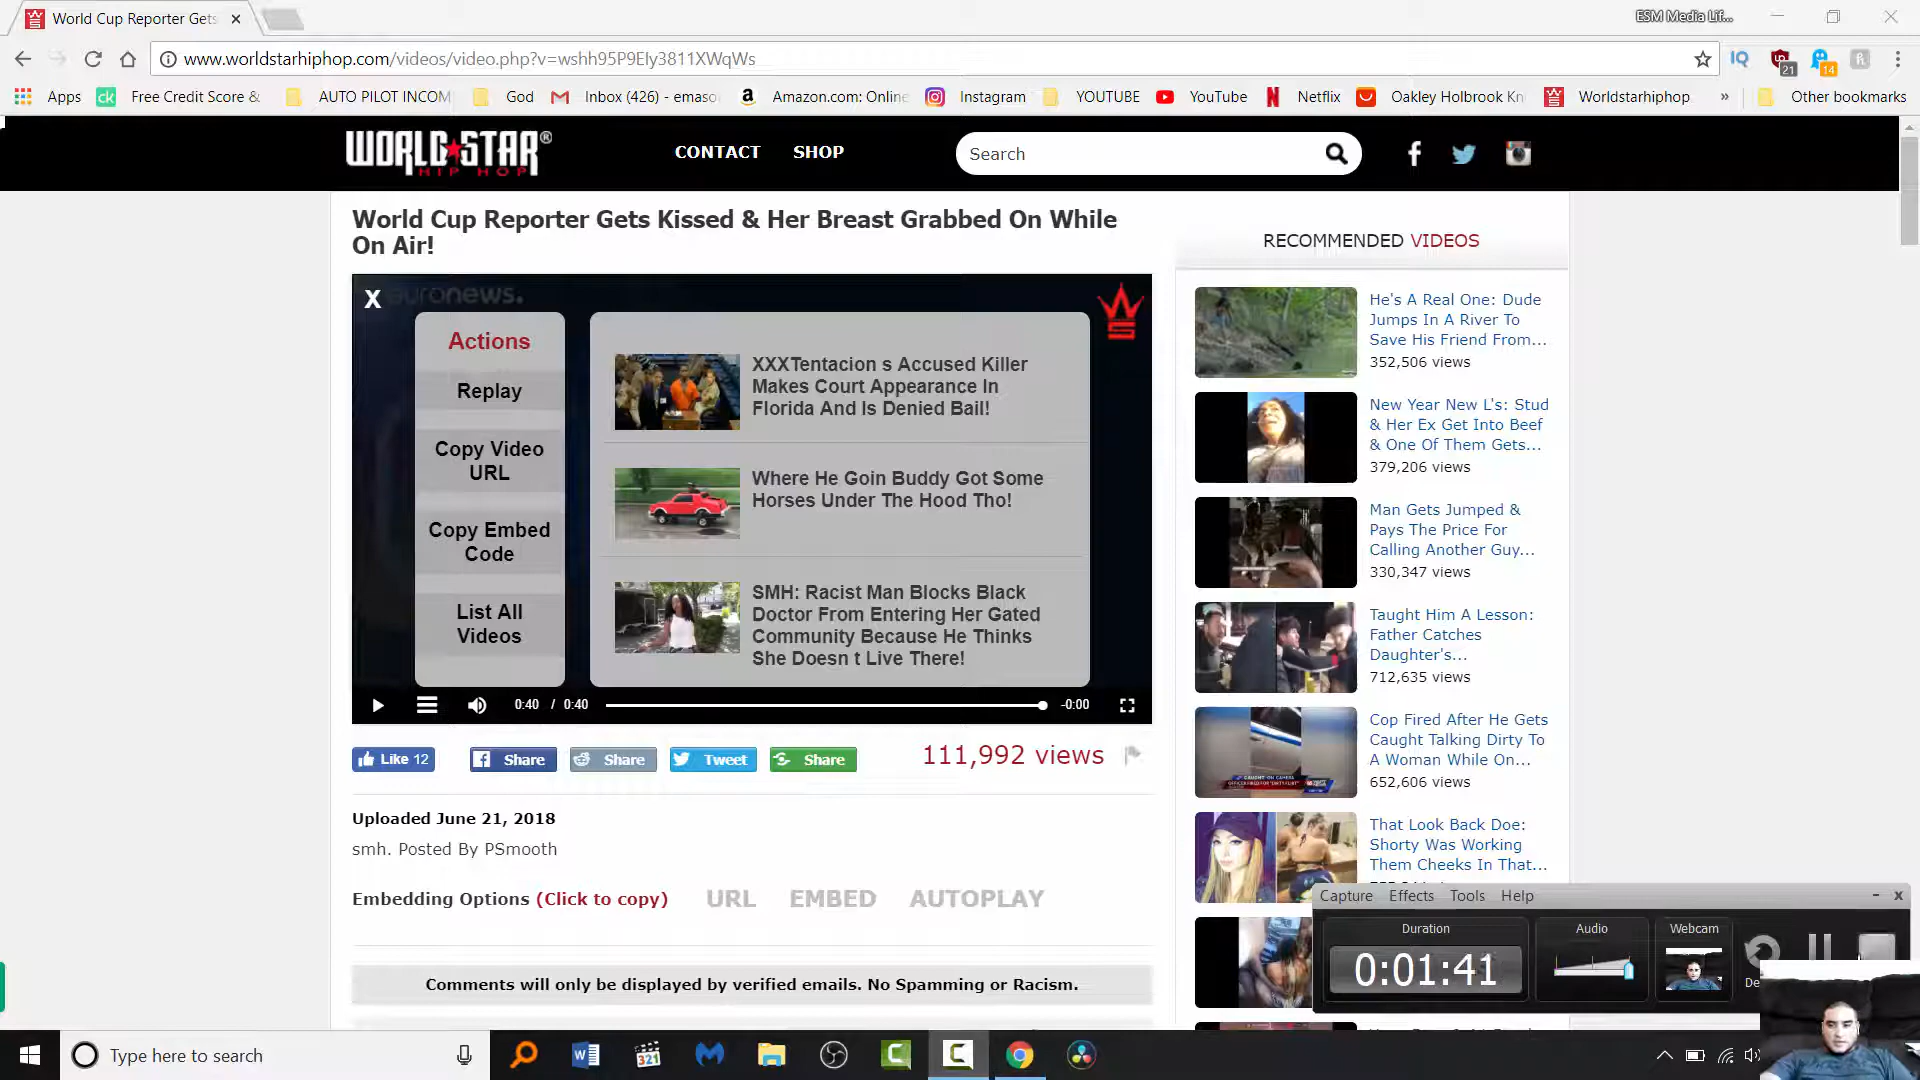 World Cup Reporter Gets
ESM Media Lif...
www.worldstarhiphop.com/videos/video.php?v=wshh95P9Ely3811XWqWs
21
14
Apps
Free Credit Score &
AUTO PILOT INCOM
God
Inbox (426) - emaso
Amazon.com: Online
Instagram
YOUTUBE
YouTube
Netflix
Oakley Holbrook Kn
Worldstarhiphop
»
Other bookmarks
WORLD STAR®
HIP HOP
CONTACT
SHOP
Search
World Cup Reporter Gets Kissed & Her Breast Grabbed On While
On Air!
X
euronews.
Actions
Replay
Copy Video
URL
Copy Embed
Code
List All
Videos
XXXTentacion s Accused Killer
Makes Court Appearance In
Florida And Is Denied Bail!
Where He Goin Buddy Got Some
Horses Under The Hood Tho!
SMH: Racist Man Blocks Black
Doctor From Entering Her Gated
Community Because He Thinks
She Doesn t Live There!
0:40 / 0:40
-0:00
Like 12
Share
Share
Tweet
Share
111,992 views
Uploaded June 21, 2018
smh. Posted By PSmooth
Embedding Options (Click to copy)
URL
EMBED
AUTOPLAY
Comments will only be displayed by verified emails. No Spamming or Racism.
RECOMMENDED VIDEOS
He's A Real One: Dude
Jumps In A River To
Save His Friend From...
352,506 views
New Year New L's: Stud
& Her Ex Get Into Beef
& One Of Them Gets...
379,206 views
Man Gets Jumped &
Pays The Price For
Calling Another Guy...
330,347 views
Taught Him A Lesson:
Father Catches
Daughter's...
712,635 views
Cop Fired After He Gets
Caught Talking Dirty To
A Woman While On...
652,606 views
That Look Back Doe:
Shorty Was Working
Them Cheeks In That...
Capture
Effects
Tools
Help
Duration
0:01:41
Audio
Webcam
De
Type here to search
321